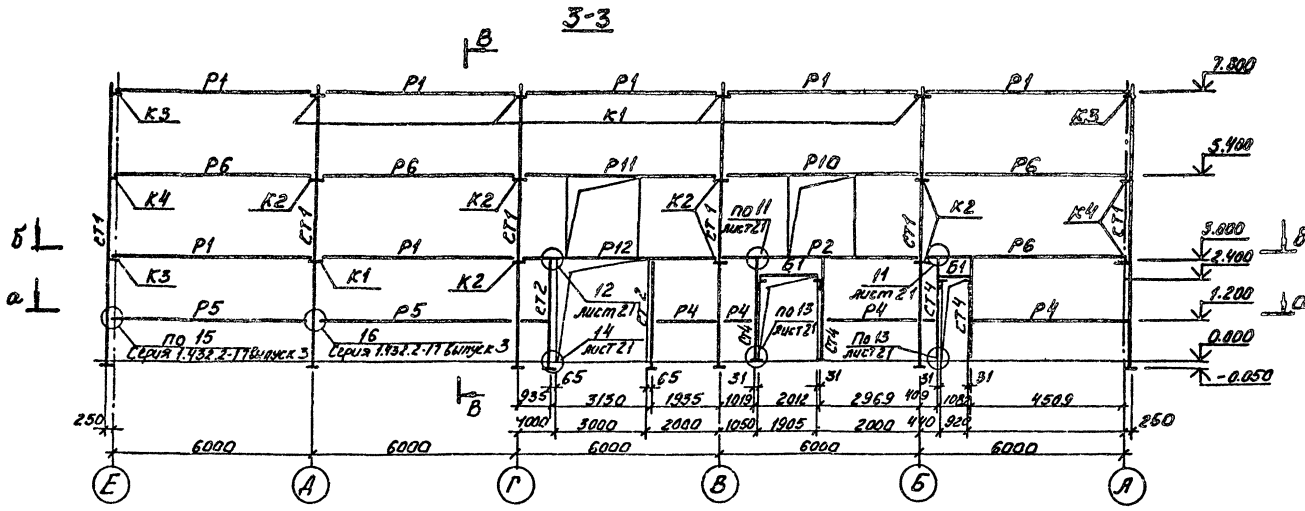 3-3
В
Р1 Р1 Р1 Р1 Р1
7.800
К3 К1 К3
5.400
Р6 Р6 Р11 Р10 Р6
К4 К2 К2 К2 по 11 К2 К4
лист 21
СТ1 СТ1 СТ1 СТ1 СТ1 СТ1
б 3.000 б
Р1 Р1 Р12 Р2 Р6
2.400
К3 К1 К2 СТ2 12 СТ2 Б1 11 Б1
лист 21 лист 21
СТ4 СТ4
а 1.200 а
Р5 Р5 Р4 Р4 Р4 Р4
14 СТ4 по 13 СТ4 по 13
лист 21 лист 21 лист 21
по 15 16
Серия 1.432.2-17 выпуск 3 Серия 1.432.2-17 выпуск 3
0.000
-0.050
В
65 65 31 31 31 31
935 3130 1935 1019 2012 2969 409 1509
4509
250 1000 3000 2000 1050 1905 2000 440 920 250
6000 6000 6000 6000 6000
Е Д Г В Б А